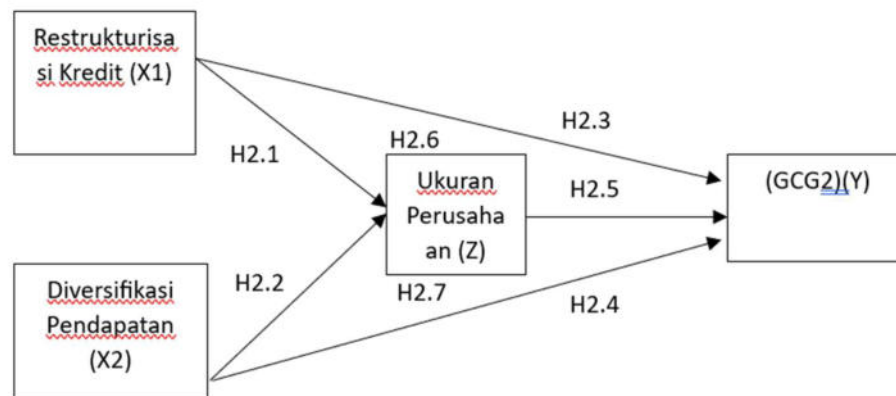 Restrukturisa
si Kredit (X1)
H2.3
H2.6
H2.1
Ukuran
Perusaha
an (Z)
H2.5
(GCG2)(Y)
Diversifikasi
Pendapatan
(X2)
H2.2
H2.7
H2.4